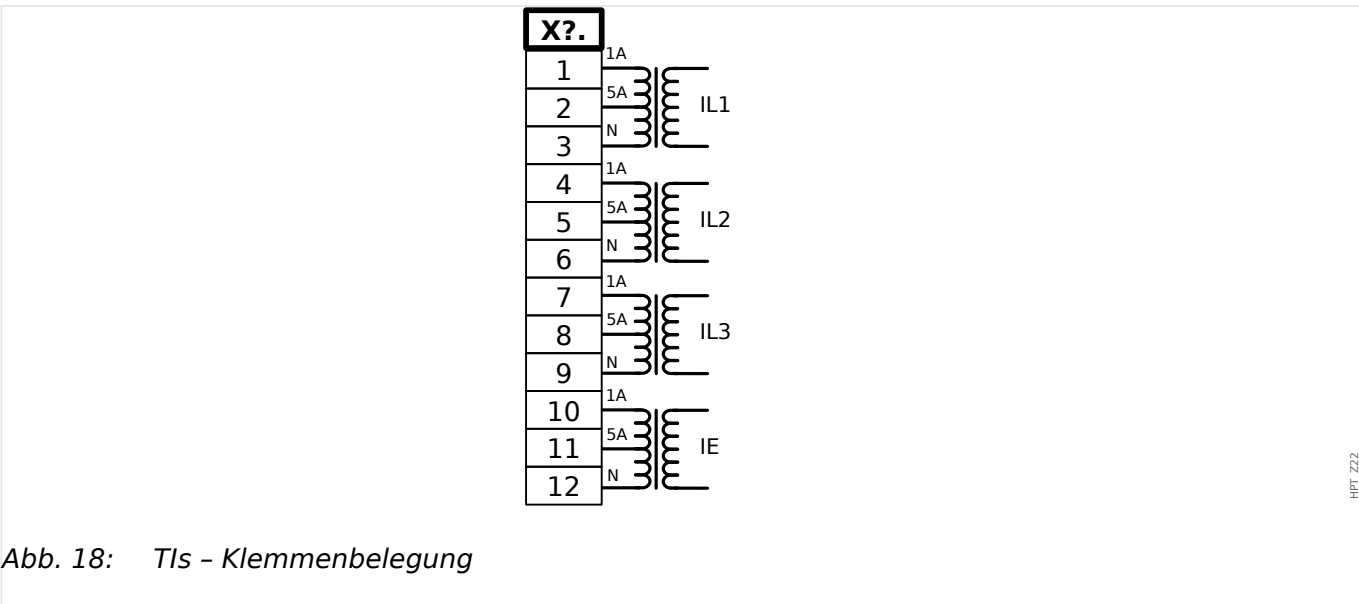 X?.
1A
1
5A
IL1
2
N
3
1A
4
5A
IL2
5
N
6
1A
7
5A
IL3
8
N
9
1A
10
5A
IE
11
N
12
HPT Z22
Abb. 18: TIs – Klemmenbelegung